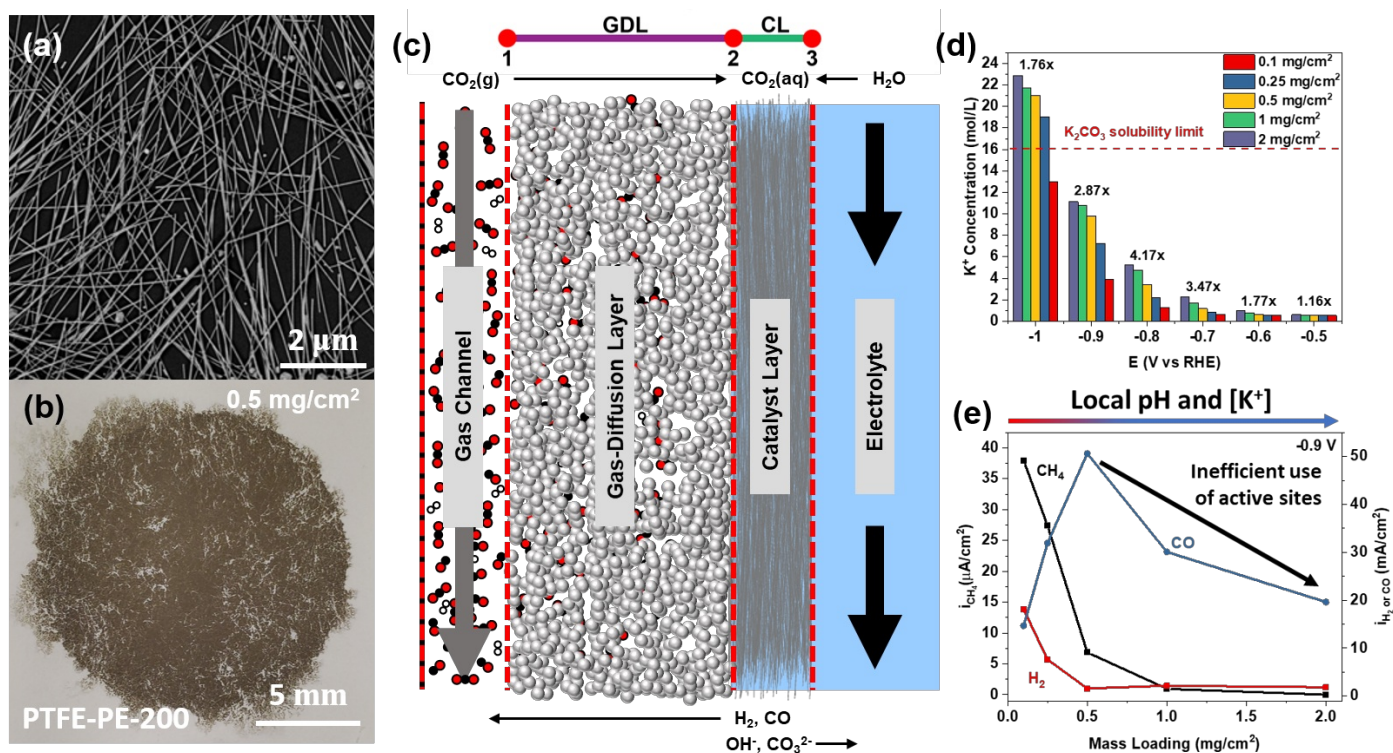 (a)
2 μm
(b)
0.5 mg/cm²
PTFE-PE-200
5 mm
(c)
GDL
CL
1
2
3
CO₂(g)
CO₂(aq)
H₂O
Gas Channel
Gas-Diffusion Layer
Catalyst Layer
Electrolyte
H₂, CO
OH⁻, CO₃²⁻
(d)
K⁺ Concentration (mol/L)
24
22
20
18
16
14
12
10
8
6
4
2
0
1.76x
2.87x
4.17x
3.47x
1.77x
1.16x
0.1 mg/cm²
0.25 mg/cm²
0.5 mg/cm²
1 mg/cm²
2 mg/cm²
K₂CO₃ solubility limit
-1
-0.9
-0.8
-0.7
-0.6
-0.5
E (V vs RHE)
(e)
Local pH and [K⁺]
-0.9 V
Inefficient use
of active sites
CH₄
CO
H₂
i_CH₄(μA/cm²)
40
35
30
25
20
15
10
5
0
i_H₂ or CO (mA/cm²)
50
40
30
20
10
0
0.0
0.5
1.0
1.5
2.0
Mass Loading (mg/cm²)